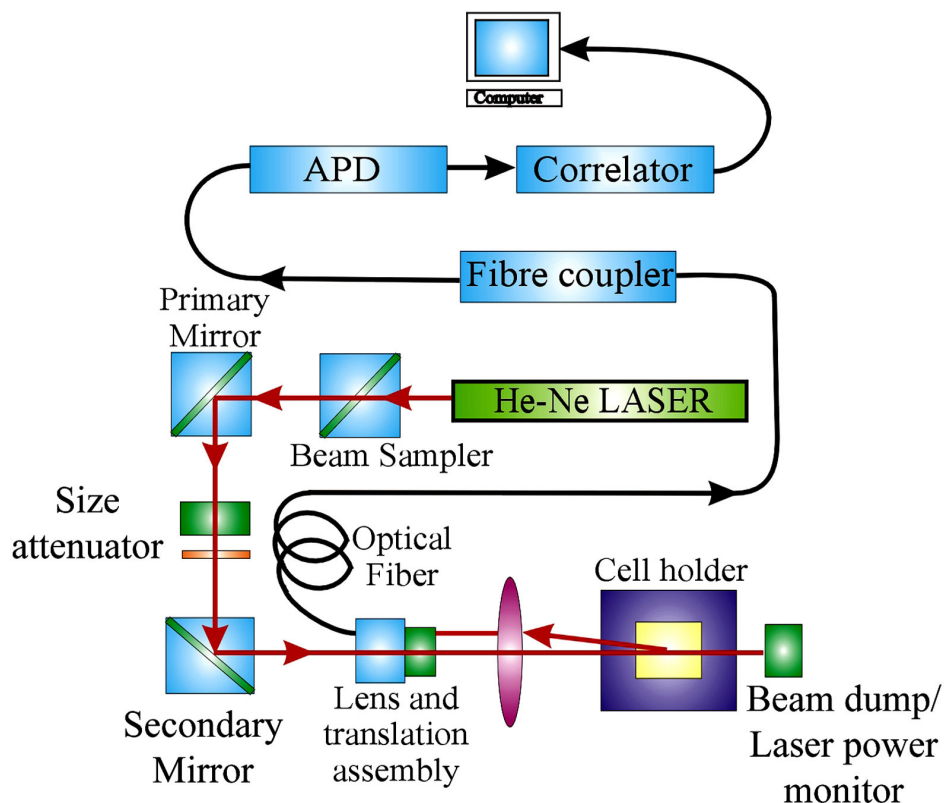 Computer
APD
Correlator
Fibre coupler
Primary
Mirror
He-Ne LASER
Beam Sampler
Size
attenuator
Optical
Fiber
Cell holder
Lens and
translation
assembly
Secondary
Mirror
Beam dump/
Laser power
monitor